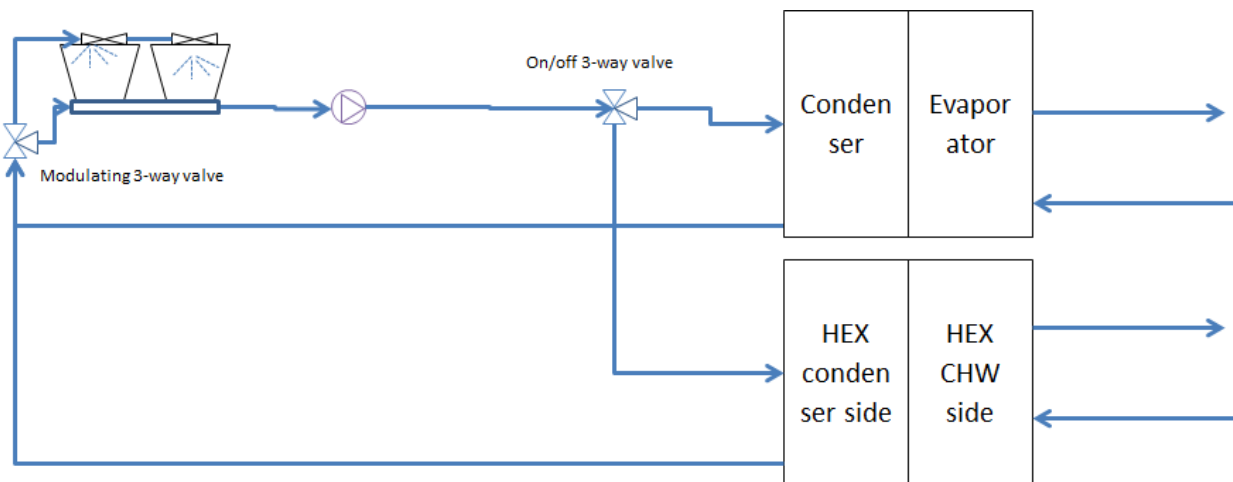 On/off 3-way valve
Conden
ser
Evapor
ator
Modulating 3-way valve
HEX
conden
ser side
HEX
CHW
side